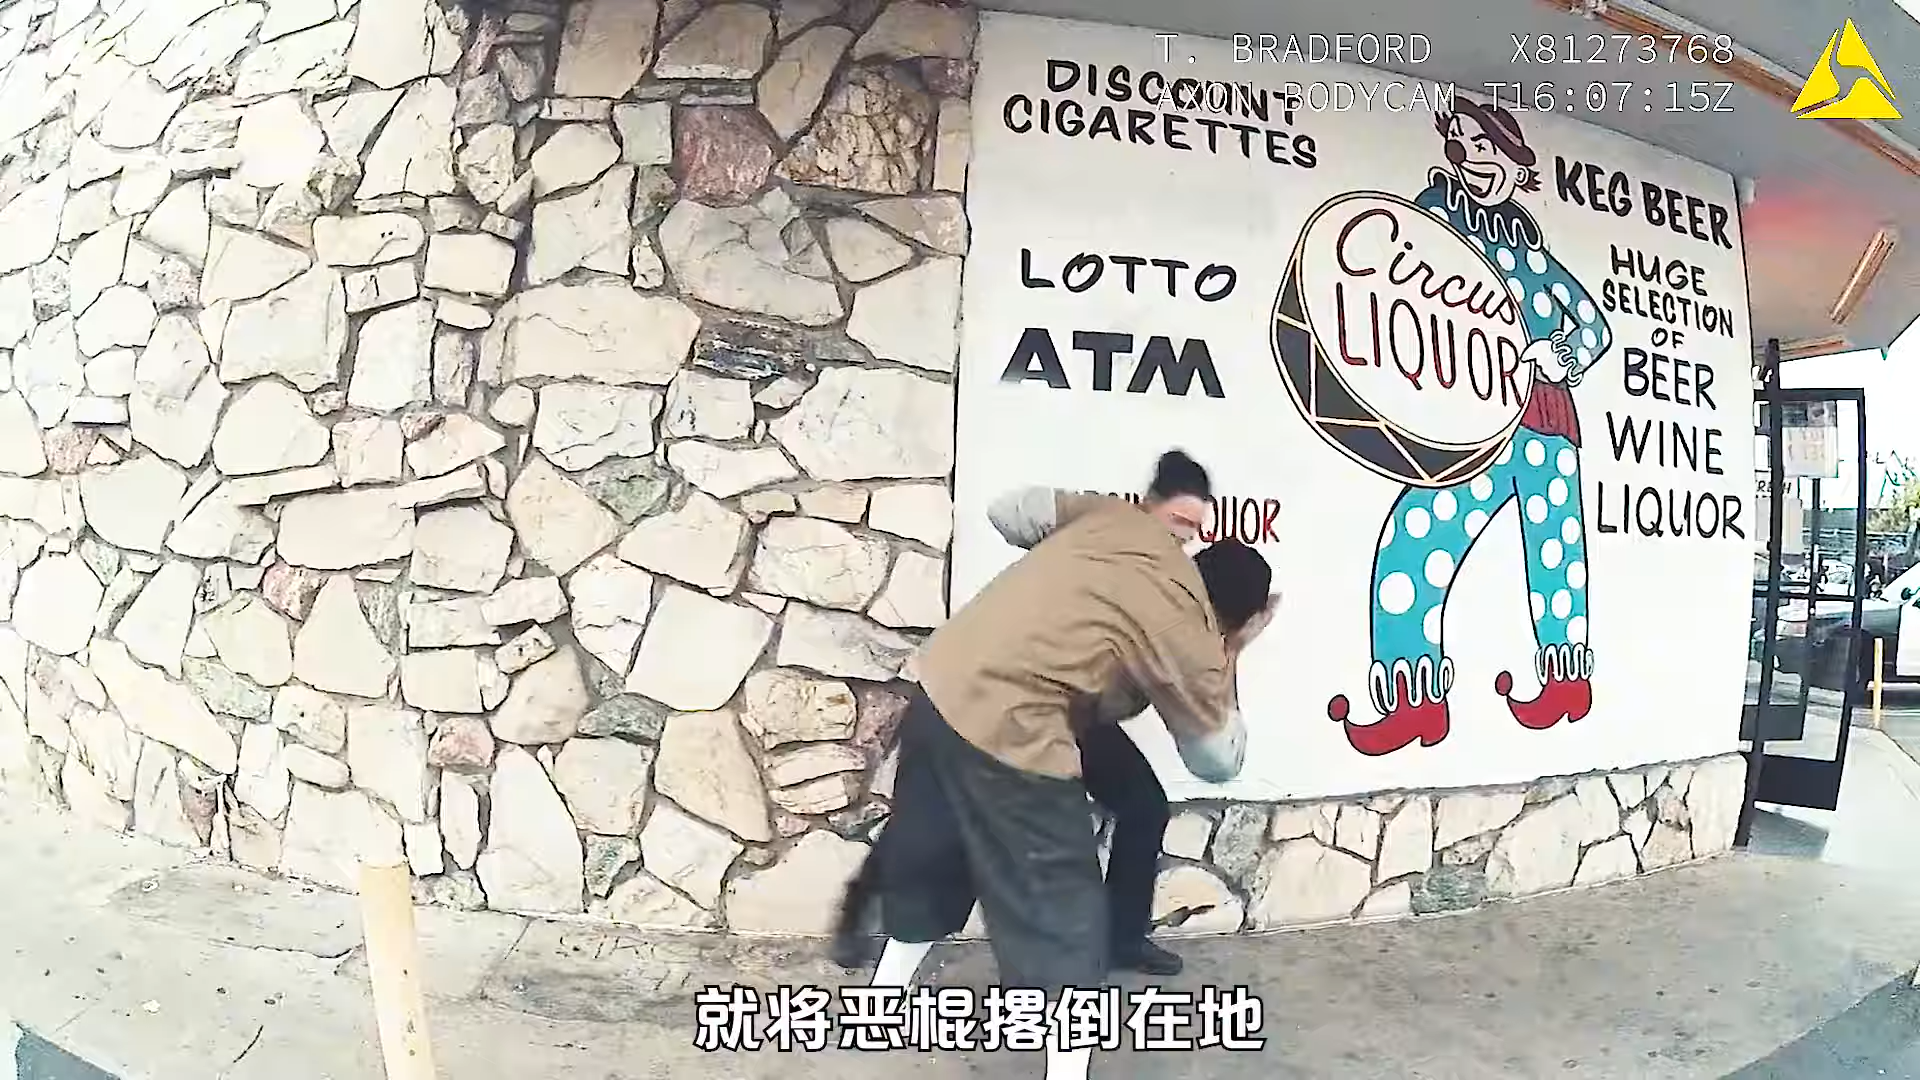 T. BRADFORD X81273768
AXON BODYCAM T16:07:15Z
DISCOUNT
CIGARETTES
LOTTO
ATM
QUOR
Circus
LIQUOR
KEG BEER
HUGE
SELECTION
OF
BEER
WINE
LIQUOR
就将恶棍撂倒在地